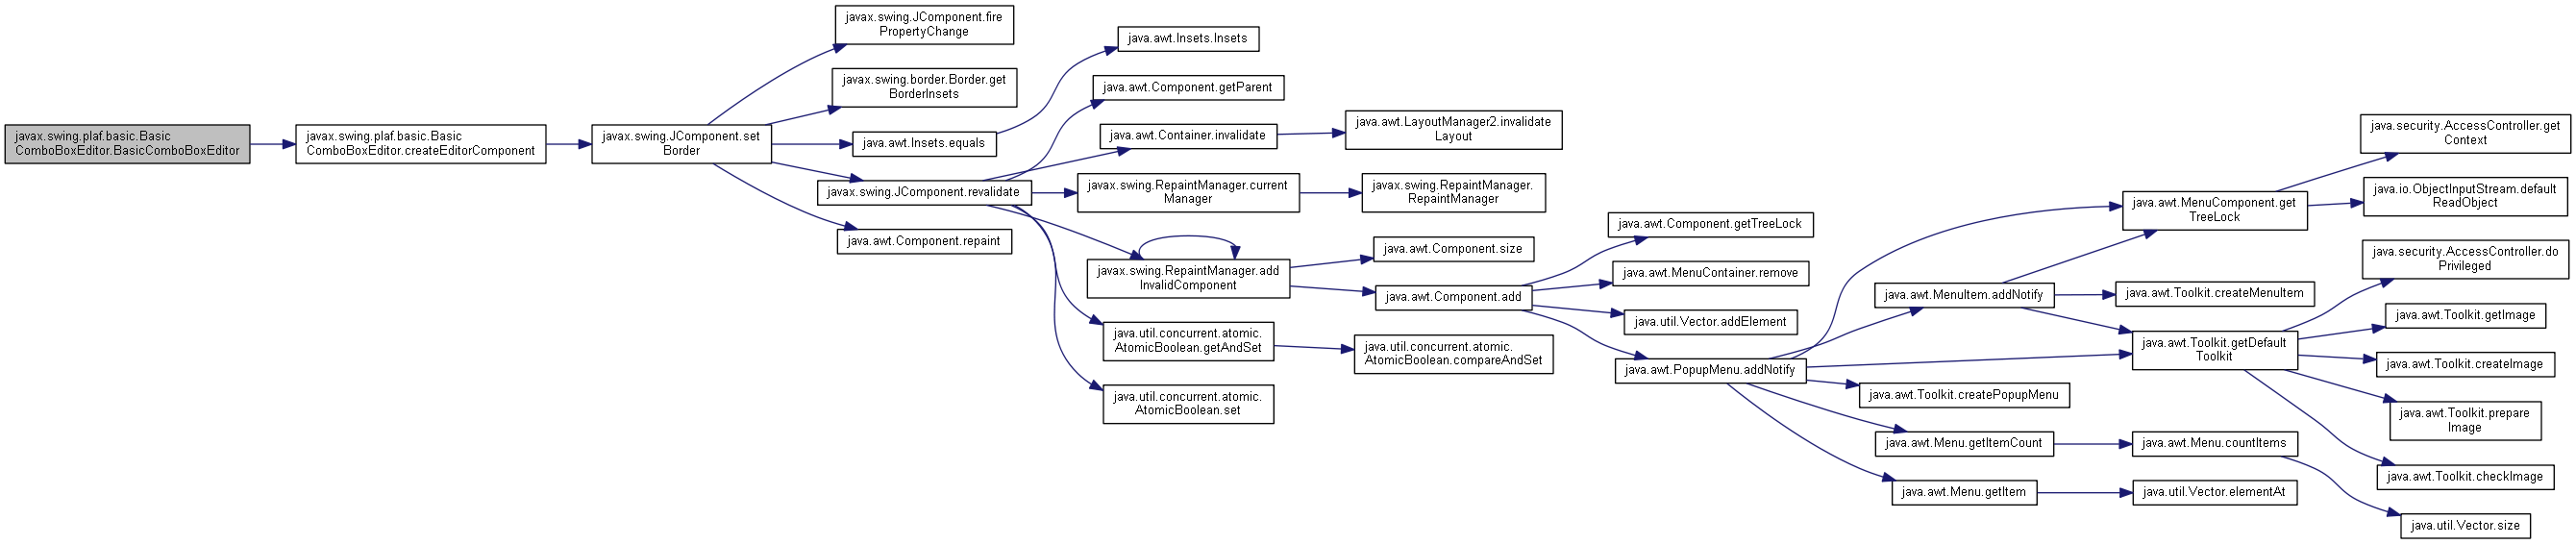 javax.swing.plaf.basic.Basic
ComboBoxEditor.BasicComboBoxEditor
javax.swing.plaf.basic.Basic
ComboBoxEditor.createEditorComponent
javax.swing.JComponent.set
Border
javax.swing.JComponent.fire
PropertyChange
javax.swing.border.Border.get
BorderInsets
java.awt.Insets.equals
javax.swing.JComponent.revalidate
java.awt.Component.repaint
java.awt.Insets.Insets
java.awt.Component.getParent
java.awt.Container.invalidate
javax.swing.RepaintManager.current
Manager
javax.swing.RepaintManager.add
InvalidComponent
java.util.concurrent.atomic.
AtomicBoolean.getAndSet
java.util.concurrent.atomic.
AtomicBoolean.set
java.awt.LayoutManager2.invalidate
Layout
javax.swing.RepaintManager.
RepaintManager
java.awt.Component.size
java.awt.Component.add
java.util.concurrent.atomic.
AtomicBoolean.compareAndSet
java.awt.Component.getTreeLock
java.awt.MenuContainer.remove
java.util.Vector.addElement
java.awt.PopupMenu.addNotify
java.awt.MenuItem.addNotify
java.awt.Toolkit.createPopupMenu
java.awt.Menu.getItemCount
java.awt.Menu.getItem
java.awt.MenuComponent.get
TreeLock
java.awt.Toolkit.createMenuItem
java.awt.Toolkit.getDefault
Toolkit
java.awt.Menu.countItems
java.util.Vector.elementAt
java.security.AccessController.get
Context
java.io.ObjectInputStream.default
ReadObject
java.security.AccessController.do
Privileged
java.awt.Toolkit.getImage
java.awt.Toolkit.createImage
java.awt.Toolkit.prepare
Image
java.awt.Toolkit.checkImage
java.util.Vector.size